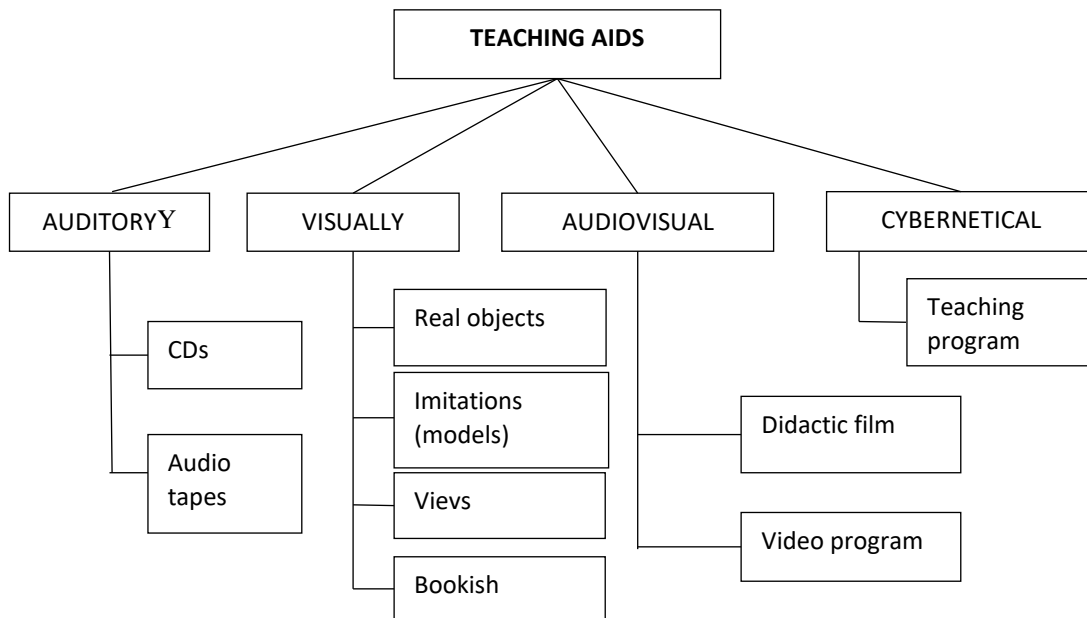 TEACHING AIDS
AUDITORYY
VISUALLY
AUDIOVISUAL
CYBERNETICAL
CDs
Audio
tapes
Real objects
Imitations
(models)
Vievs
Bookish
Didactic film
Video program
Teaching
program